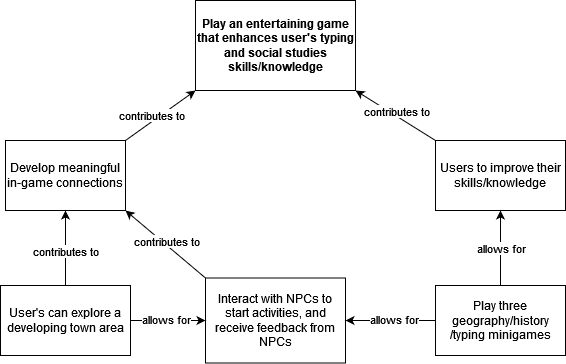 Play an entertaining game
that enhances user's typing
and social studies
skills/knowledge
contributes to
contributes to
Develop meaningful
in-game connections
Users to improve their
skills/knowledge
contributes to
contributes to
allows for
User's can explore a
developing town area
allows for
Interact with NPCs to
start activities, and
receive feedback from
NPCs
allows for
Play three
geography/history
/typing minigames